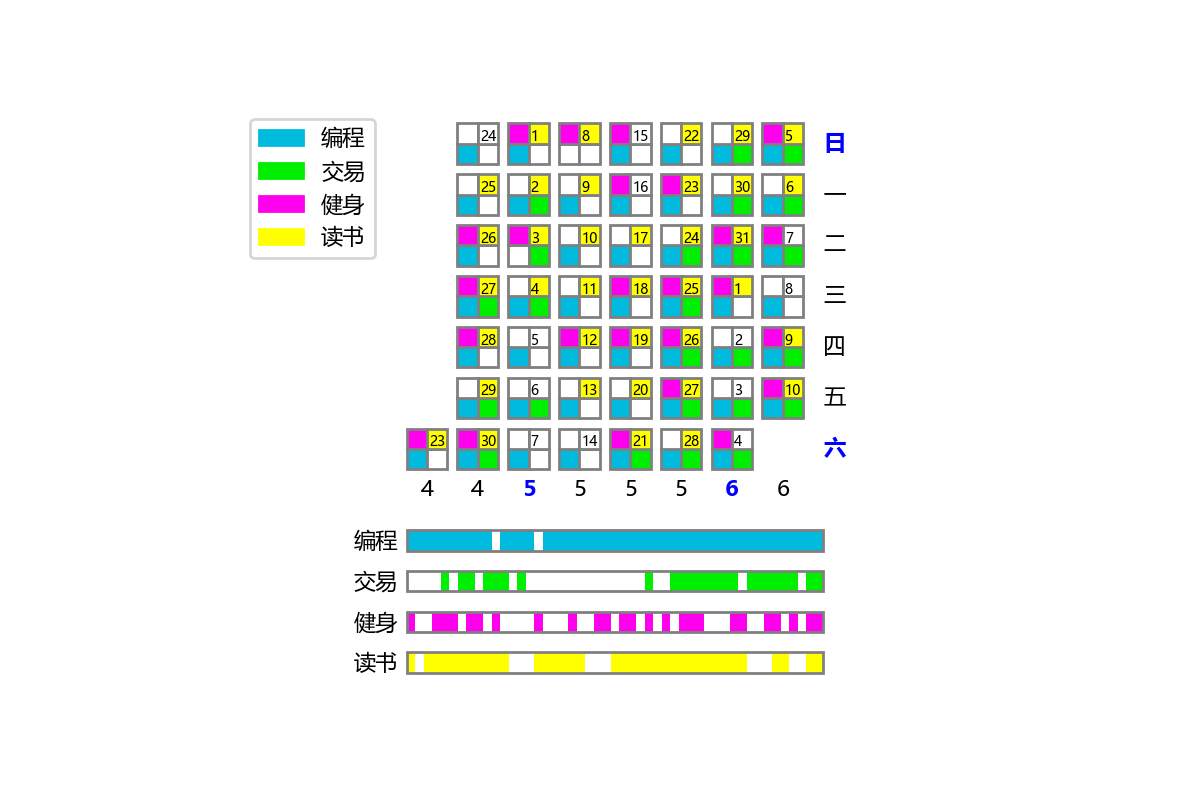 编程
交易
健身
读书
24 1 8 15 22 29 5 日
25 2 9 16 23 30 6 一
26 3 10 17 24 31 7 二
27 4 11 18 25 1 8 三
28 5 12 19 26 2 9 四
29 6 13 20 27 3 10 五
23 30 7 14 21 28 4 六
4 4 5 5 5 5 6 6
编程
交易
健身
读书